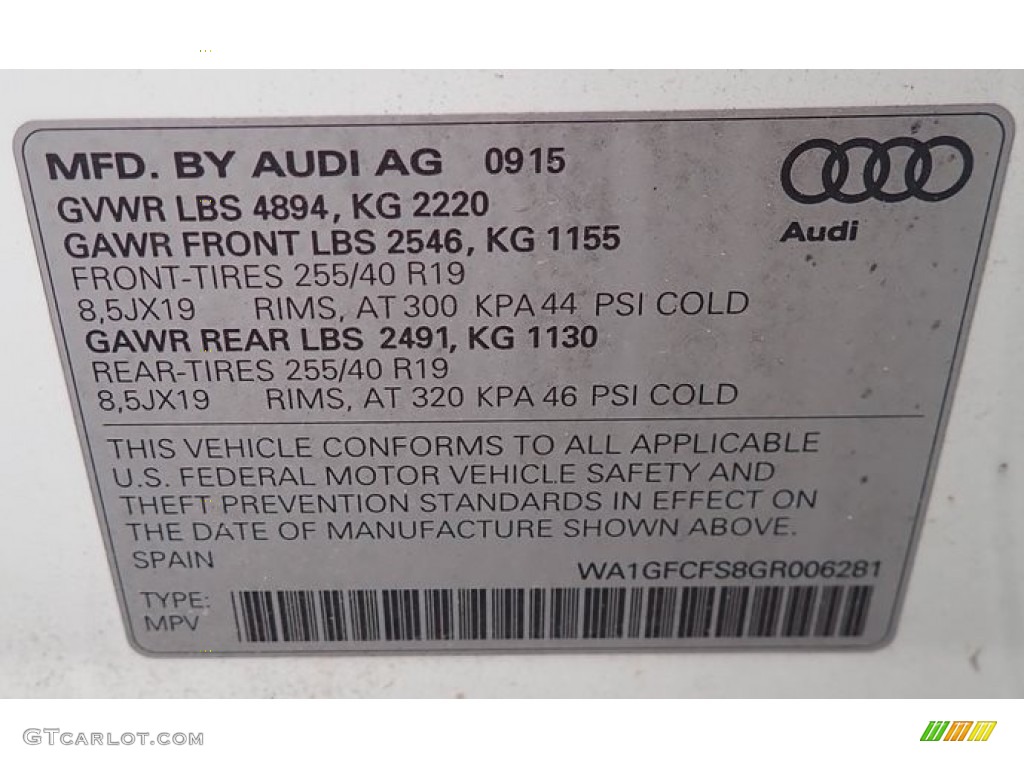 MFD. BY AUDI AG 0915
GVWR LBS 4894, KG 2220
GAWR FRONT LBS 2546, KG 1155
FRONT-TIRES 255/40 R19
8,5JX19 RIMS, AT 300 KPA 44 PSI COLD
GAWR REAR LBS 2491, KG 1130
REAR-TIRES 255/40 R19
8,5JX19 RIMS, AT 320 KPA 46 PSI COLD
Audi
THIS VEHICLE CONFORMS TO ALL APPLICABLE
U.S. FEDERAL MOTOR VEHICLE SAFETY AND
THEFT PREVENTION STANDARDS IN EFFECT ON
THE DATE OF MANUFACTURE SHOWN ABOVE.
SPAIN
WA1GFCFS8GR006281
TYPE:
MPV
GTCARLOT.COM